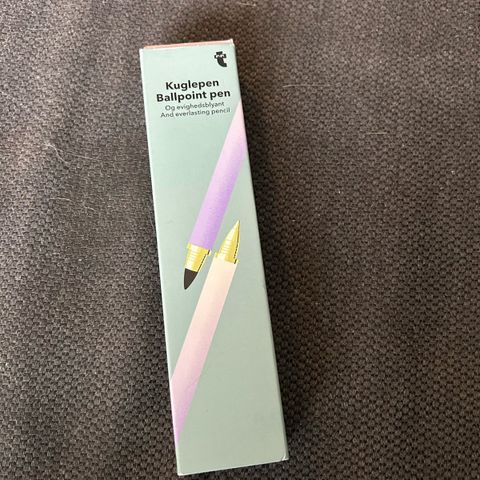 Kuglepen
Ballpoint pen
Og evighedsblyant
And everlasting pencil